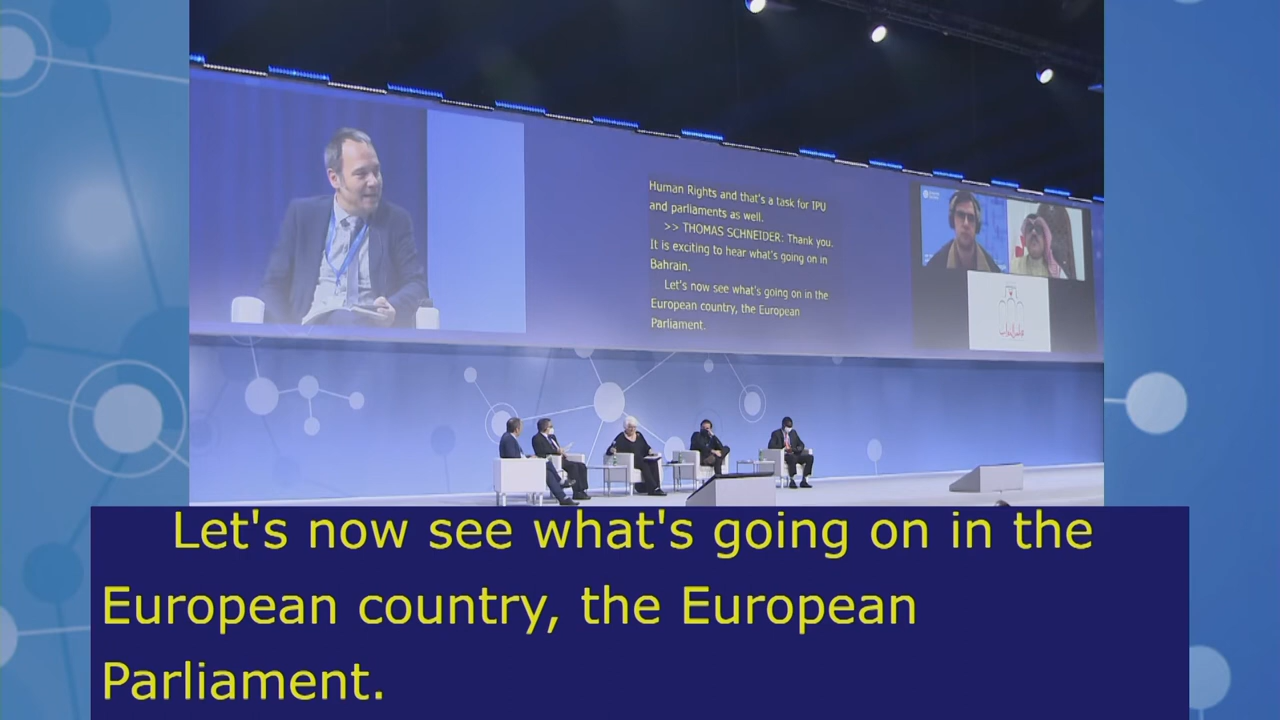 Human Rights and that's a task for IPU
and parliaments as well.
>> THOMAS SCHNEIDER: Thank you.
It is exciting to hear what's going on in
Bahrain.
Let's now see what's going on in the
European country, the European
Parliament.
Let's now see what's going on in the
European country, the European
Parliament.